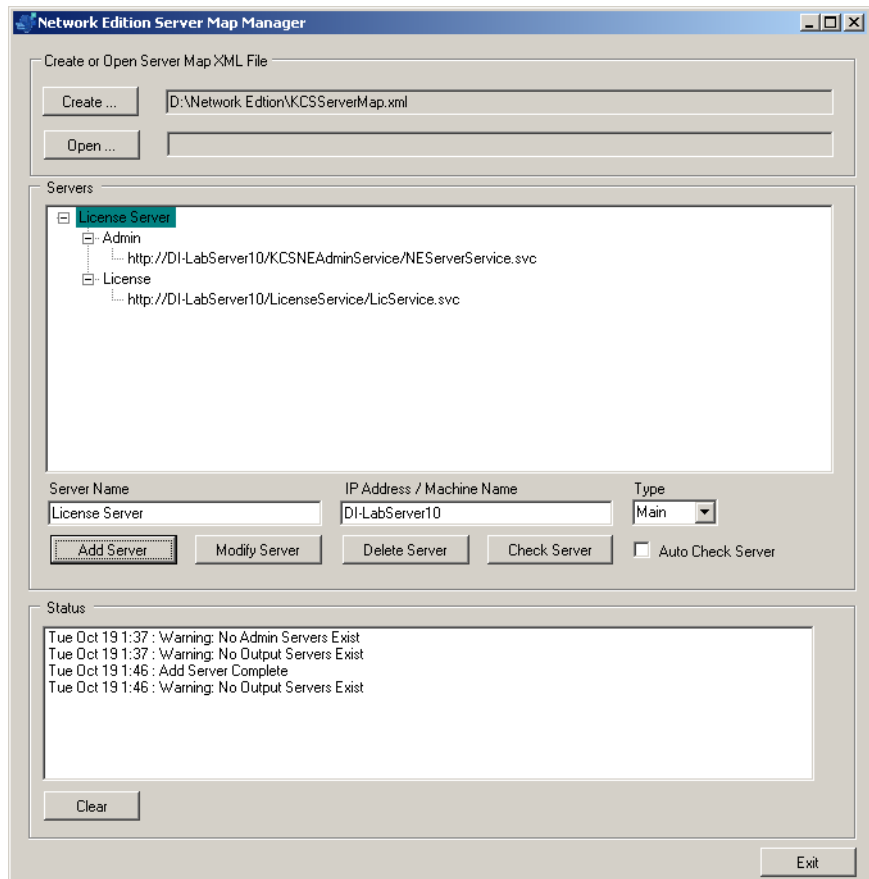 Network Edition Server Map Manager
Create or Open Server Map XML File
Create ...
D:\Network Edtion\KCSServerMap.xml
Open ...
Servers
License Server
Admin
http://DI-LabServer10/KCSNEAdminService/NEServerService.svc
License
http://DI-LabServer10/LicenseService/LicService.svc
Server Name
IP Address / Machine Name
Type
License Server
DI-LabServer10
Main
Add Server
Modify Server
Delete Server
Check Server
Auto Check Server
Status
Tue Oct 19 1:37 : Warning: No Admin Servers Exist
Tue Oct 19 1:37 : Warning: No Output Servers Exist
Tue Oct 19 1:46 : Add Server Complete
Tue Oct 19 1:46 : Warning: No Output Servers Exist
Clear
Exit